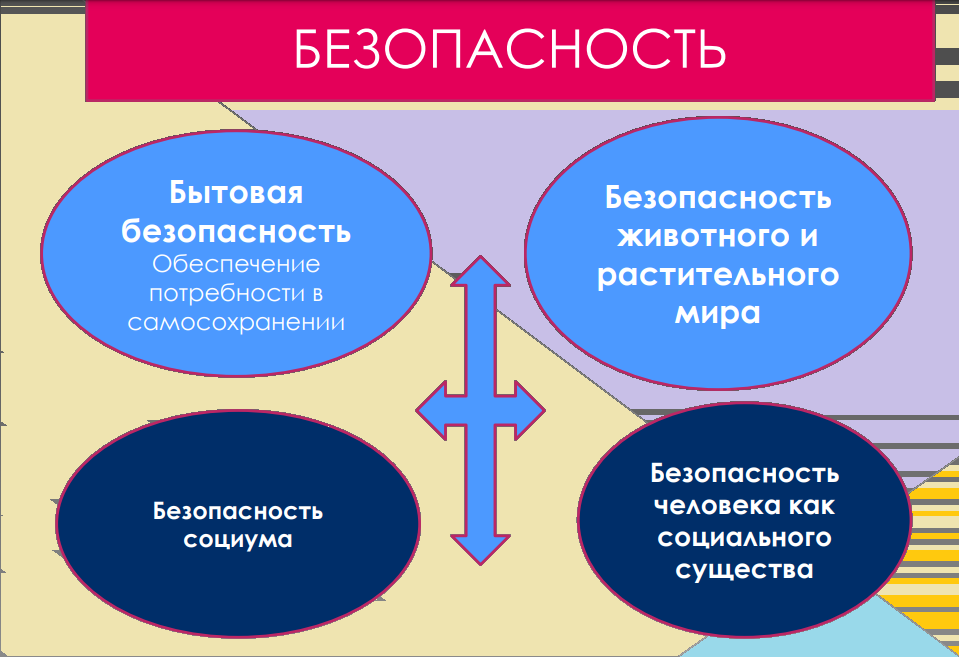 БЕЗОПАСНОСТЬ
Бытовая
безопасность
Обеспечение
потребности в
самосохранении
Безопасность
животного и
растительного
мира
Безопасность
социума
Безопасность
человека как
социального
существа